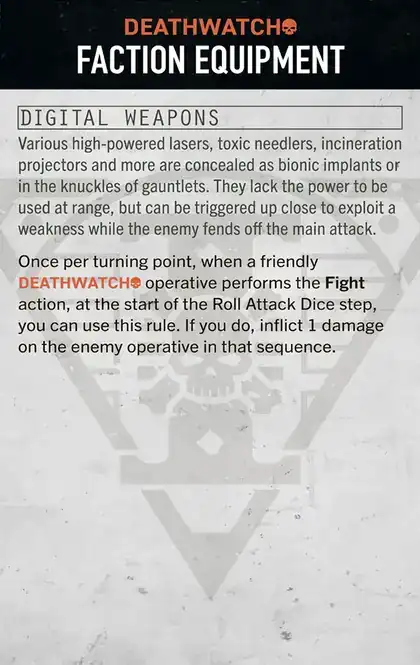 DEATHWATCH
FACTION EQUIPMENT
DIGITAL WEAPONS
Various high-powered lasers, toxic needlers, incineration
projectors and more are concealed as bionic implants or
in the knuckles of gauntlets. They lack the power to be
used at range, but can be triggered up close to exploit a
weakness while the enemy fends off the main attack.
Once per turning point, when a friendly
DEATHWATCH operative performs the Fight
action, at the start of the Roll Attack Dice step,
you can use this rule. If you do, inflict 1 damage
on the enemy operative in that sequence.